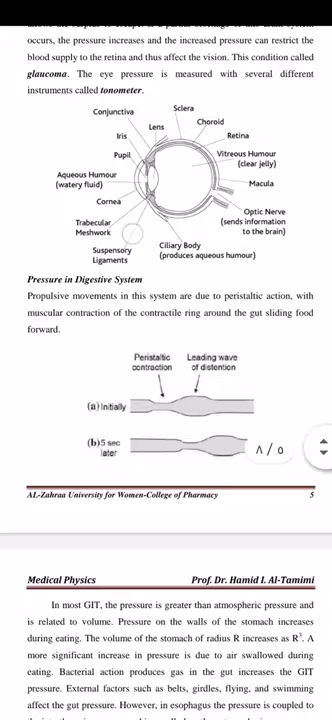 occurs, the pressure increases and the increased pressure can restrict the
blood supply to the retina and thus affect the vision. This condition called
glaucoma. The eye pressure is measured with several different
instruments called tonometer.
Conjunctiva
Sclera
Lens
Choroid
Iris
Retina
Pupil
Vitreous Humour
(clear jelly)
Aqueous Humour
(watery fluid)
Macula
Cornea
Optic Nerve
(sends information
to the brain)
Trabecular
Meshwork
Suspensory
Ligaments
Ciliary Body
(produces aqueous humour)
Pressure in Digestive System
Propulsive movements in this system are due to peristaltic action, with
muscular contraction of the contractile ring around the gut sliding food
forward.
Peristaltic
contraction
Leading wave
of distention
(a) Initially
(b) 5 sec
later
٨ / ٥
AL-Zahraa University for Women-College of Pharmacy 5
Medical Physics Prof. Dr. Hamid I. Al-Tamimi
In most GIT, the pressure is greater than atmospheric pressure and
is related to volume. Pressure on the walls of the stomach increases
during eating. The volume of the stomach of radius R increases as R³. A
more significant increase in pressure is due to air swallowed during
eating. Bacterial action produces gas in the gut increases the GIT
pressure. External factors such as belts, girdles, flying, and swimming
affect the gut pressure. However, in esophagus the pressure is coupled to